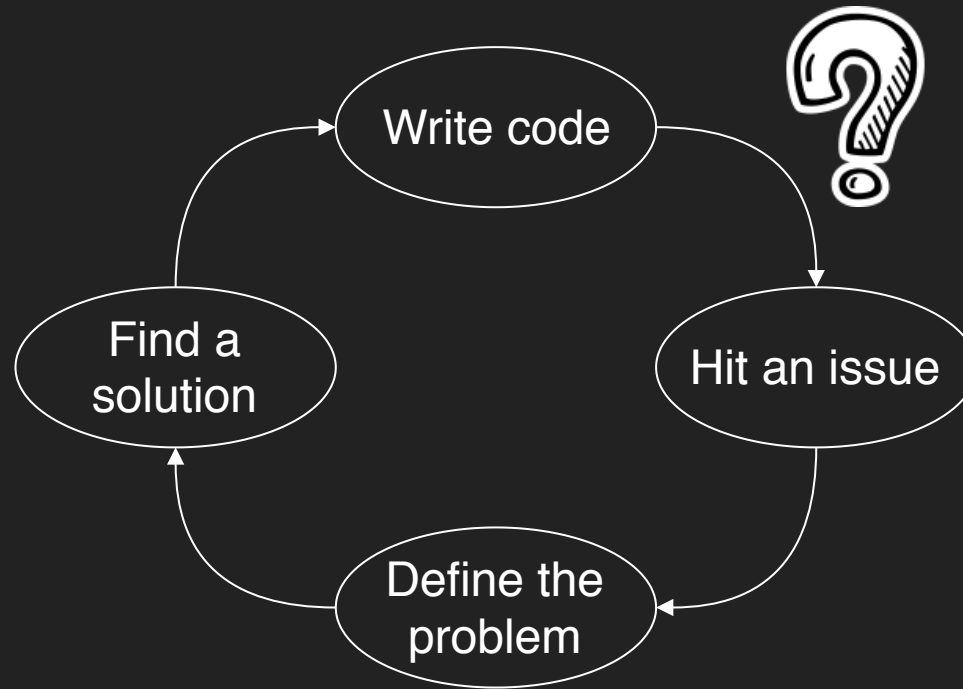 Write code
Hit an issue
Define the
problem
Find a
solution
?